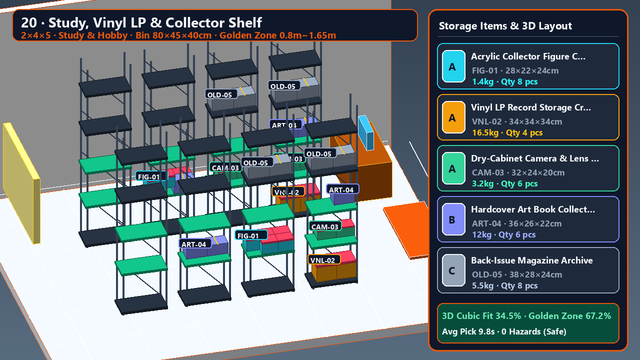 20 · Study, Vinyl LP & Collector Shelf
2×4×5 · Study & Hobby · Bin 80×45×40cm · Golden Zone 0.8m~1.65m
OLD-05
OLD-05
ART-03
OLD-05
OLD-05
CAM-03
FIG-01
ART-04
VNL-02
CAM-03
FIG-01
ART-04
VNL-02
Storage Items & 3D Layout
A
Acrylic Collector Figure C...
FIG-01 · 28×22×24cm
1.4kg · Qty 8 pcs
A
Vinyl LP Record Storage Cr...
VNL-02 · 34×34×34cm
16.5kg · Qty 4 pcs
A
Dry-Cabinet Camera & Lens ...
CAM-03 · 32×24×20cm
3.2kg · Qty 6 pcs
B
Hardcover Art Book Collect...
ART-04 · 36×26×22cm
12kg · Qty 6 pcs
C
Back-Issue Magazine Archive
OLD-05 · 38×28×24cm
5.5kg · Qty 8 pcs
3D Cubic Fit 34.5% · Golden Zone 67.2%
Avg Pick 9.8s · 0 Hazards (Safe)